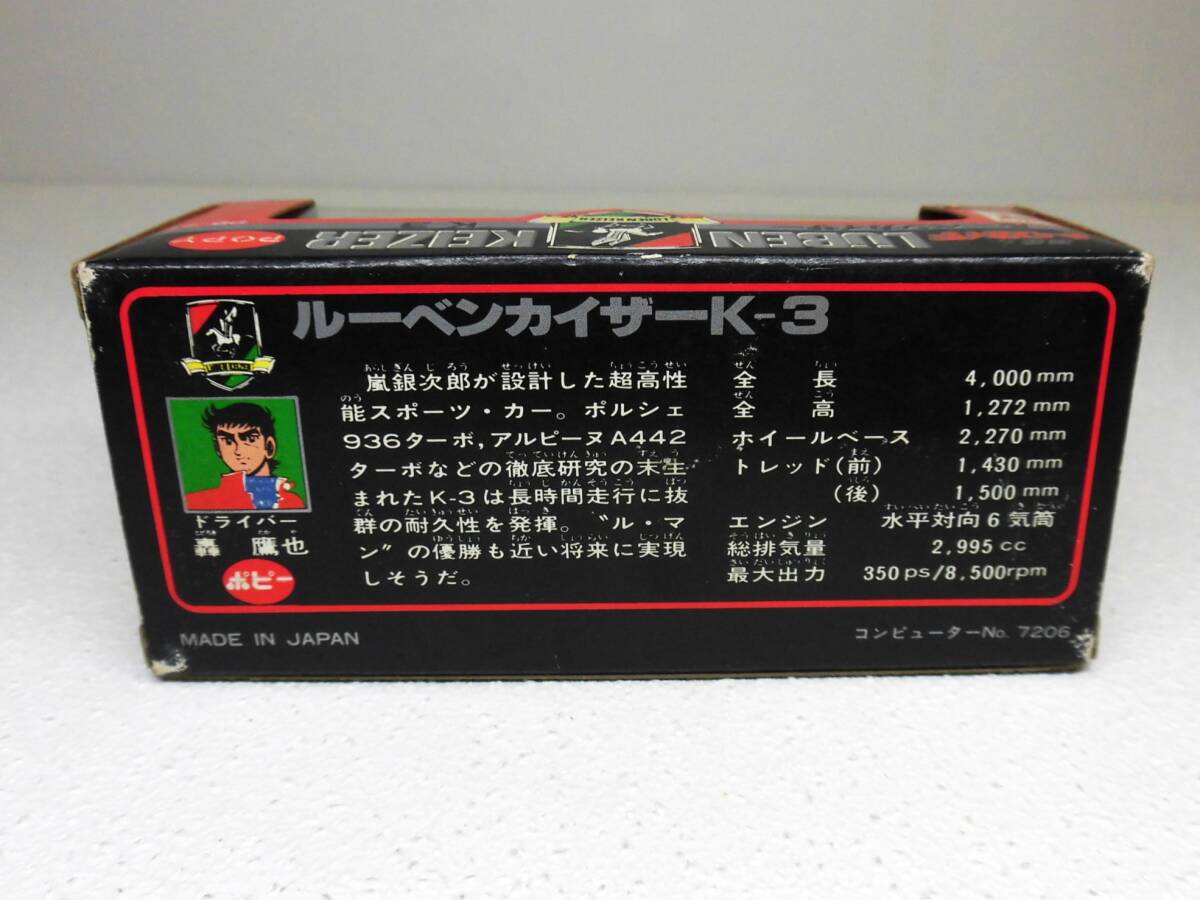 POPY
LUBEN
KEIZER
ルーベンカイザーK-3
嵐銀次郎が設計した超高性
能スポーツ・カー。ポルシェ
936ターボ,アルピーヌA442
ターボなどの徹底研究の末生
まれたK-3は長時間走行に抜
群の耐久性を発揮。〝ル・マ
ン〟の優勝も近い将来に実現
しそうだ。
全長 4,000mm
全高 1,272mm
ホイールベース 2,270mm
トレッド(前) 1,430mm
(後) 1,500mm
エンジン 水平対向6気筒
総排気量 2,995cc
最大出力 350ps/8,500rpm
ドライバー
轟鷹也
ポピー
MADE IN JAPAN
コンピューターNo. 7206